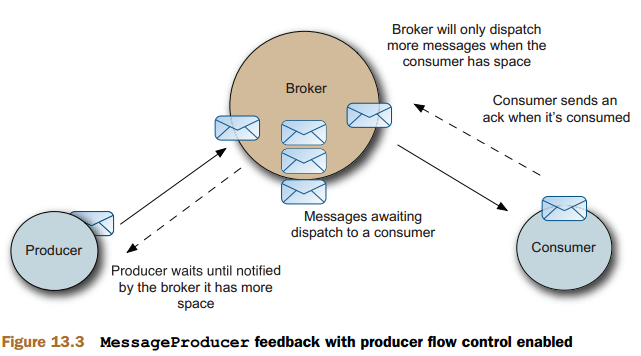 Broker will only dispatch
more messages when the
consumer has space
Broker
Consumer sends an
ack when it's consumed
Messages awaiting
dispatch to a consumer
Producer
Consumer
Producer waits until notified
by the broker it has more
space
Figure 13.3 MessageProducer feedback with producer flow control enabled